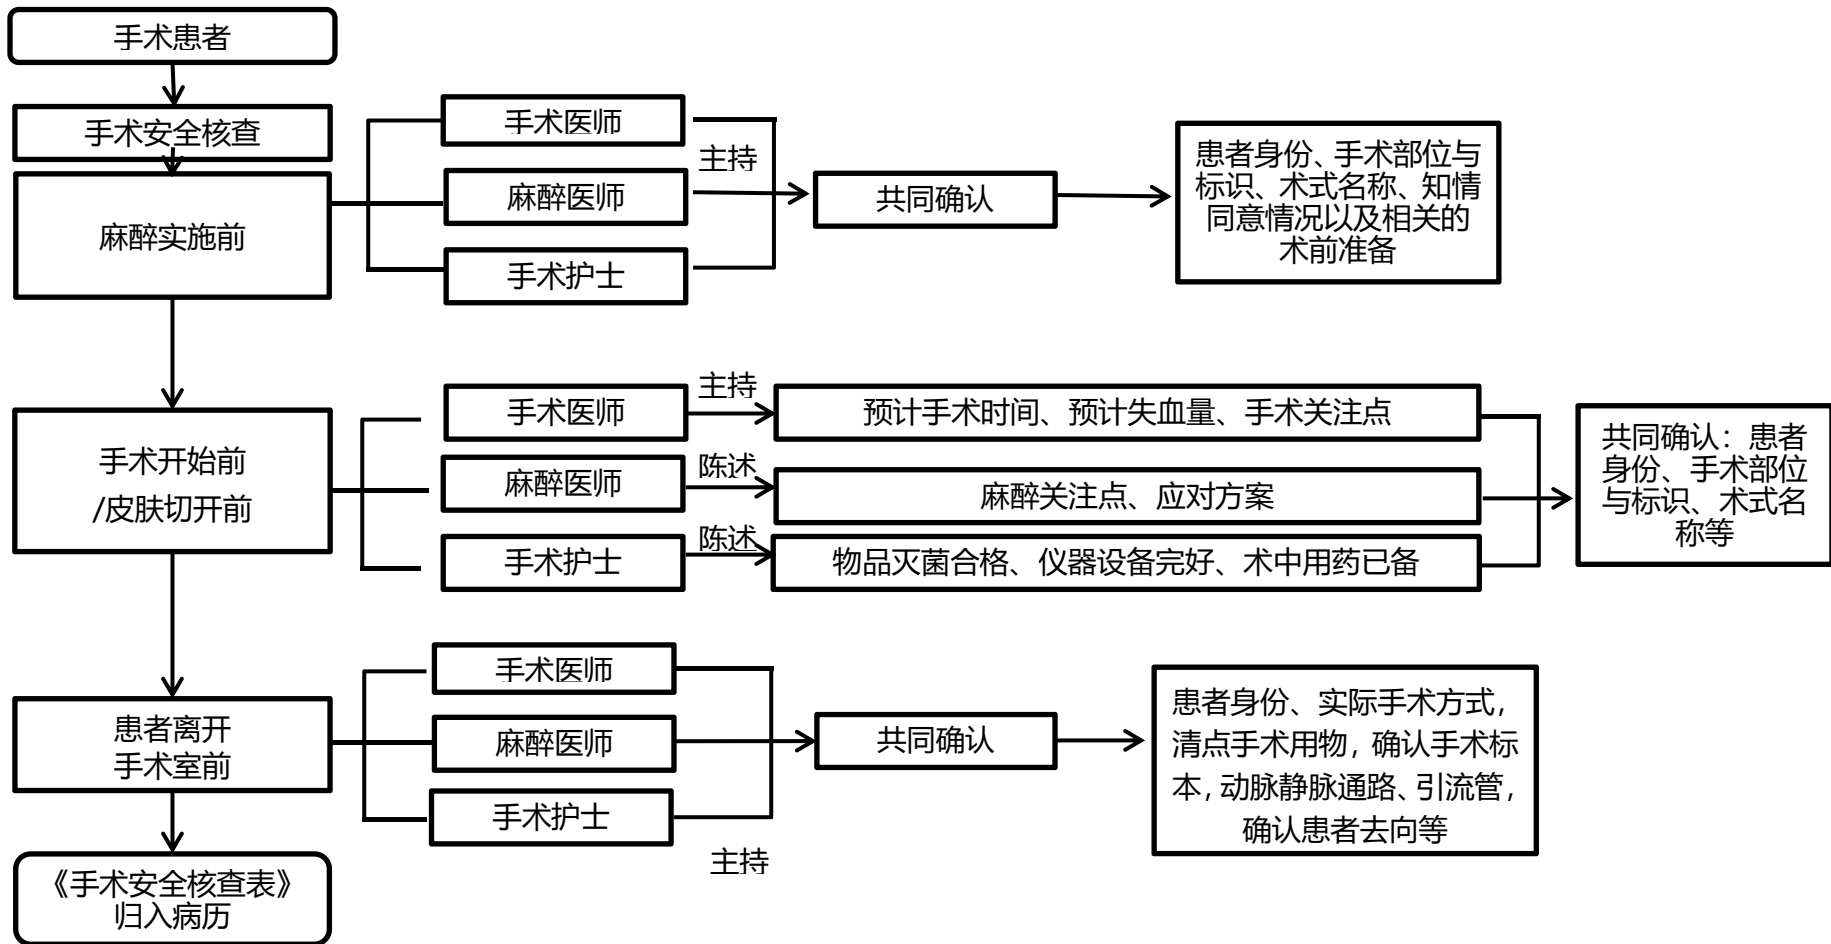 手术患者
手术安全核查
麻醉实施前
手术医师
主持
麻醉医师
手术护士
共同确认
患者身份、手术部位与
标识、术式名称、知情
同意情况以及相关的
术前准备
手术开始前
/皮肤切开前
手术医师
主持
预计手术时间、预计失血量、手术关注点
麻醉医师
陈述
麻醉关注点、应对方案
手术护士
陈述
物品灭菌合格、仪器设备完好、术中用药已备
共同确认：患者
身份、手术部位
与标识、术式名
称等
患者离开
手术室前
手术医师
麻醉医师
手术护士
主持
共同确认
患者身份、实际手术方式，
清点手术用物，确认手术标
本，动脉静脉通路、引流管，
确认患者去向等
《手术安全核查表》
归入病历